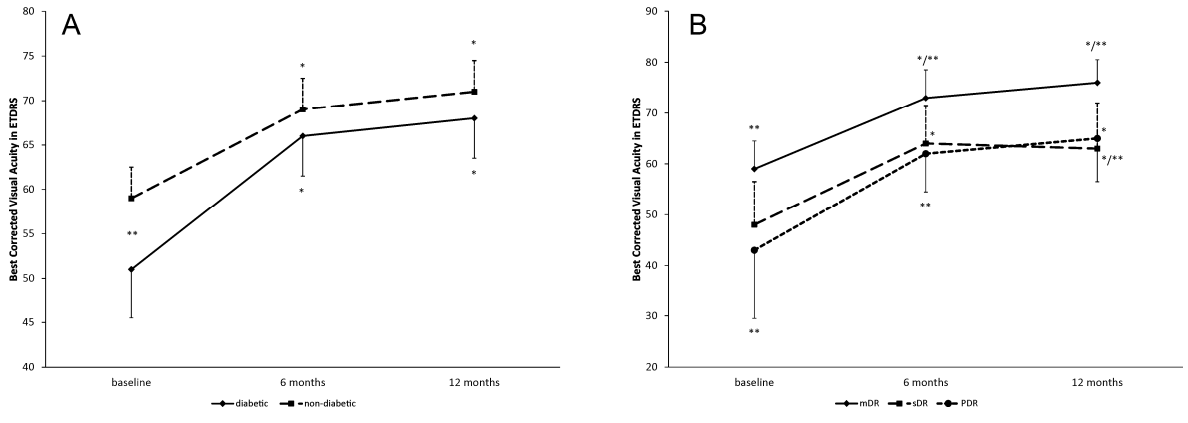 A
Best Corrected Visual Acuity in ETDRS
80
75
70
65
60
55
50
45
40
*
*
*
*
**
baseline
6 months
12 months
diabetic
non-diabetic
B
Best Corrected Visual Acuity in ETDRS
90
80
70
60
50
40
30
20
**
*/**
*/**
*
*
*/**
**
**
baseline
6 months
12 months
mDR
sDR
PDR